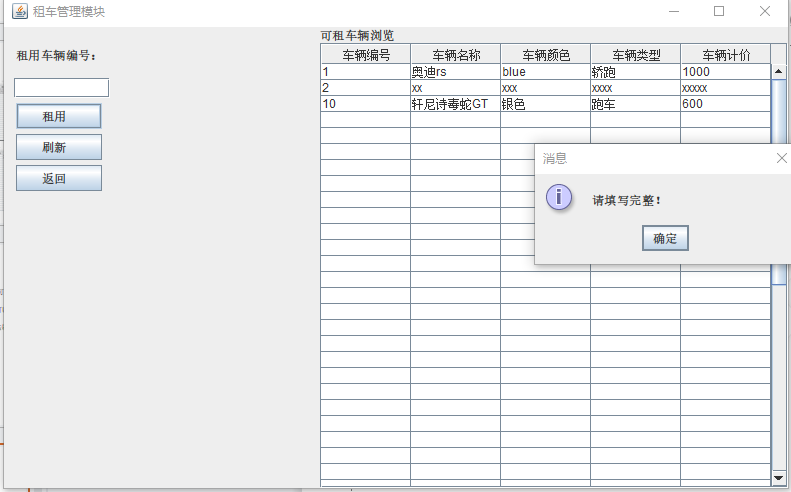 租车管理模块
租用车辆编号：
租用
刷新
返回
可租车辆浏览
车辆编号 车辆名称 车辆颜色 车辆类型 车辆计价
1 奥迪rs blue 轿跑 1000
2 xx xxx xxxx xxxxx
10 轩尼诗毒蛇GT 银色 跑车 600
消息
请填写完整！
确定